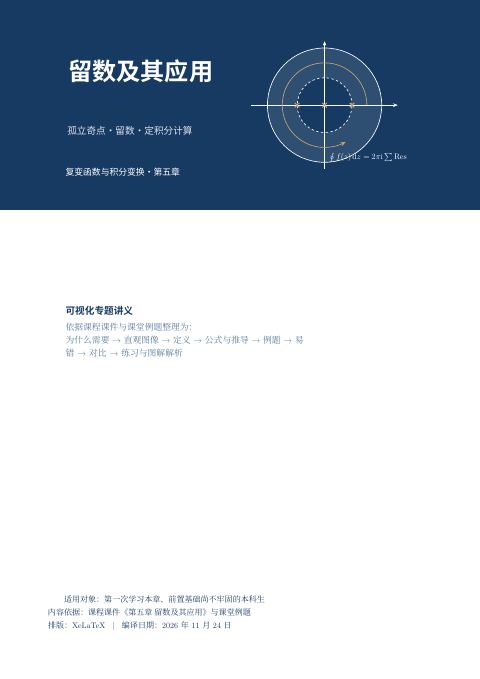 留数及其应用
孤立奇点·留数·定积分计算
∮ f(z) dz = 2πi ∑ Res
复变函数与积分变换·第五章
可视化专题讲义
依据课程课件与课堂例题整理为：
为什么需要 → 直观图像 → 定义 → 公式与推导 → 例题 → 易
错 → 对比 → 练习与图解解析
适用对象：第一次学习本章、前置基础尚不牢固的本科生
内容依据：课程课件《第五章 留数及其应用》与课堂例题
排版：XeLaTeX | 编译日期：2026 年 11 月 24 日